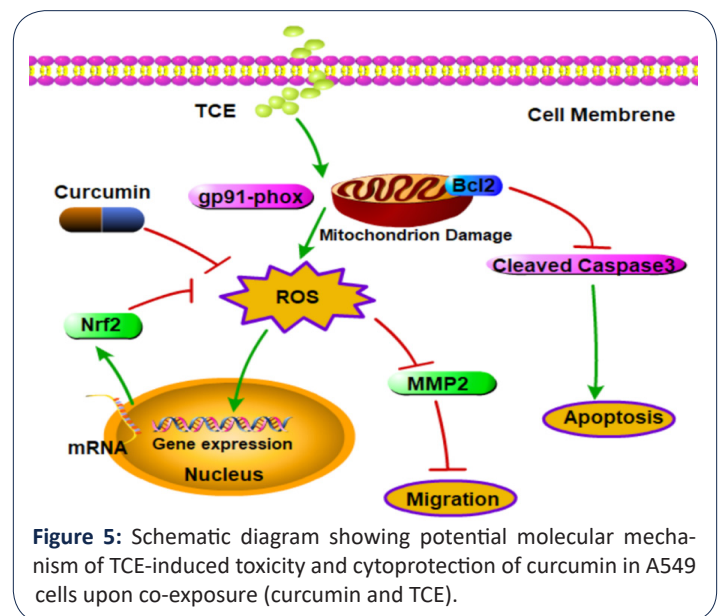 TCE
Cell Membrane
Curcumin
gp91-phox
Bcl2
Mitochondrion Damage
Cleaved Caspase3
ROS
Nrf2
MMP2
Apoptosis
mRNA
Gene expression
Nucleus
Migration
Figure 5: Schematic diagram showing potential molecular mecha-
nism of TCE-induced toxicity and cytoprotection of curcumin in A549
cells upon co-exposure (curcumin and TCE).